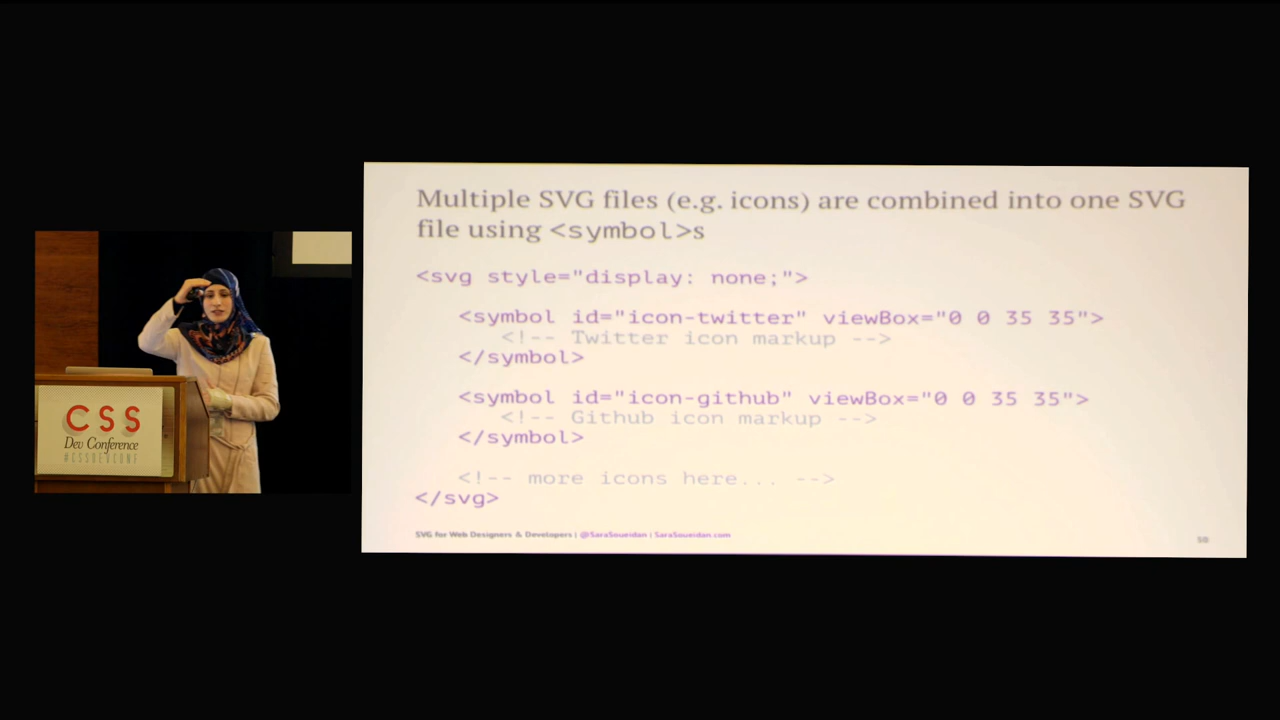 Multiple SVG files (e.g. icons) are combined into one SVG
file using <symbol>s
<svg style="display: none;">
<symbol id="icon-twitter" viewBox="0 0 35 35">
<!-- Twitter icon markup -->
</symbol>
<symbol id="icon-github" viewBox="0 0 35 35">
<!-- Github icon markup -->
</symbol>
<!-- more icons here... -->
</svg>
SVG for Web Designers & Developers | @SaraSoueidan | SaraSoueidan.com
50
CSS
Dev Conference
#CSSDEVCONF